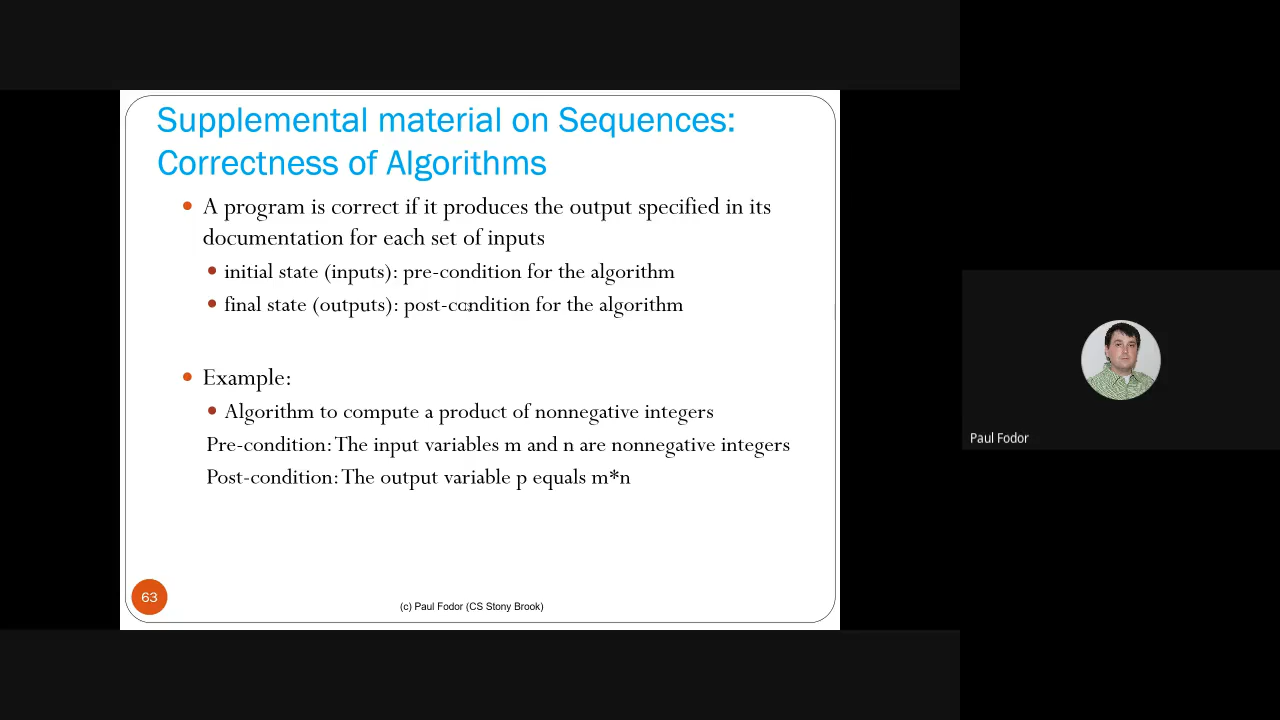 Supplemental material on Sequences:
Correctness of Algorithms
A program is correct if it produces the output specified in its
documentation for each set of inputs
initial state (inputs): pre-condition for the algorithm
final state (outputs): post-condition for the algorithm
Example:
Algorithm to compute a product of nonnegative integers
Pre-condition: The input variables m and n are nonnegative integers
Post-condition: The output variable p equals m*n
63
(c) Paul Fodor (CS Stony Brook)
Paul Fodor